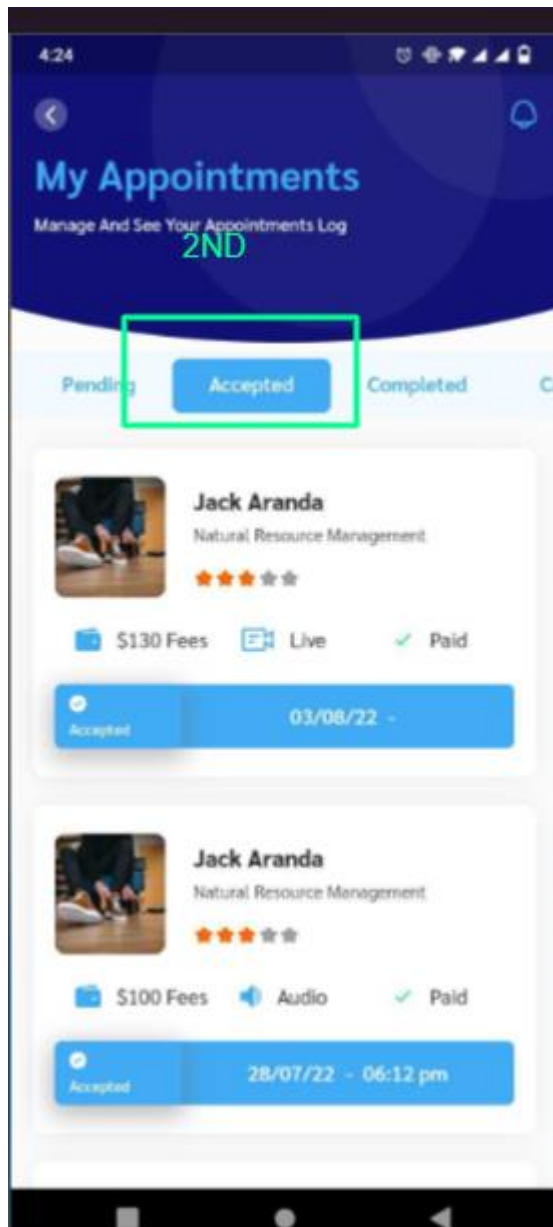 4:24
My Appointments
Manage And See Your Appointments Log
2ND
Pending Accepted Completed C
Jack Aranda
Natural Resource Management
$130 Fees Live Paid
Accepted 03/08/22 -
Jack Aranda
Natural Resource Management
$100 Fees Audio Paid
Accepted 28/07/22 - 06:12 pm